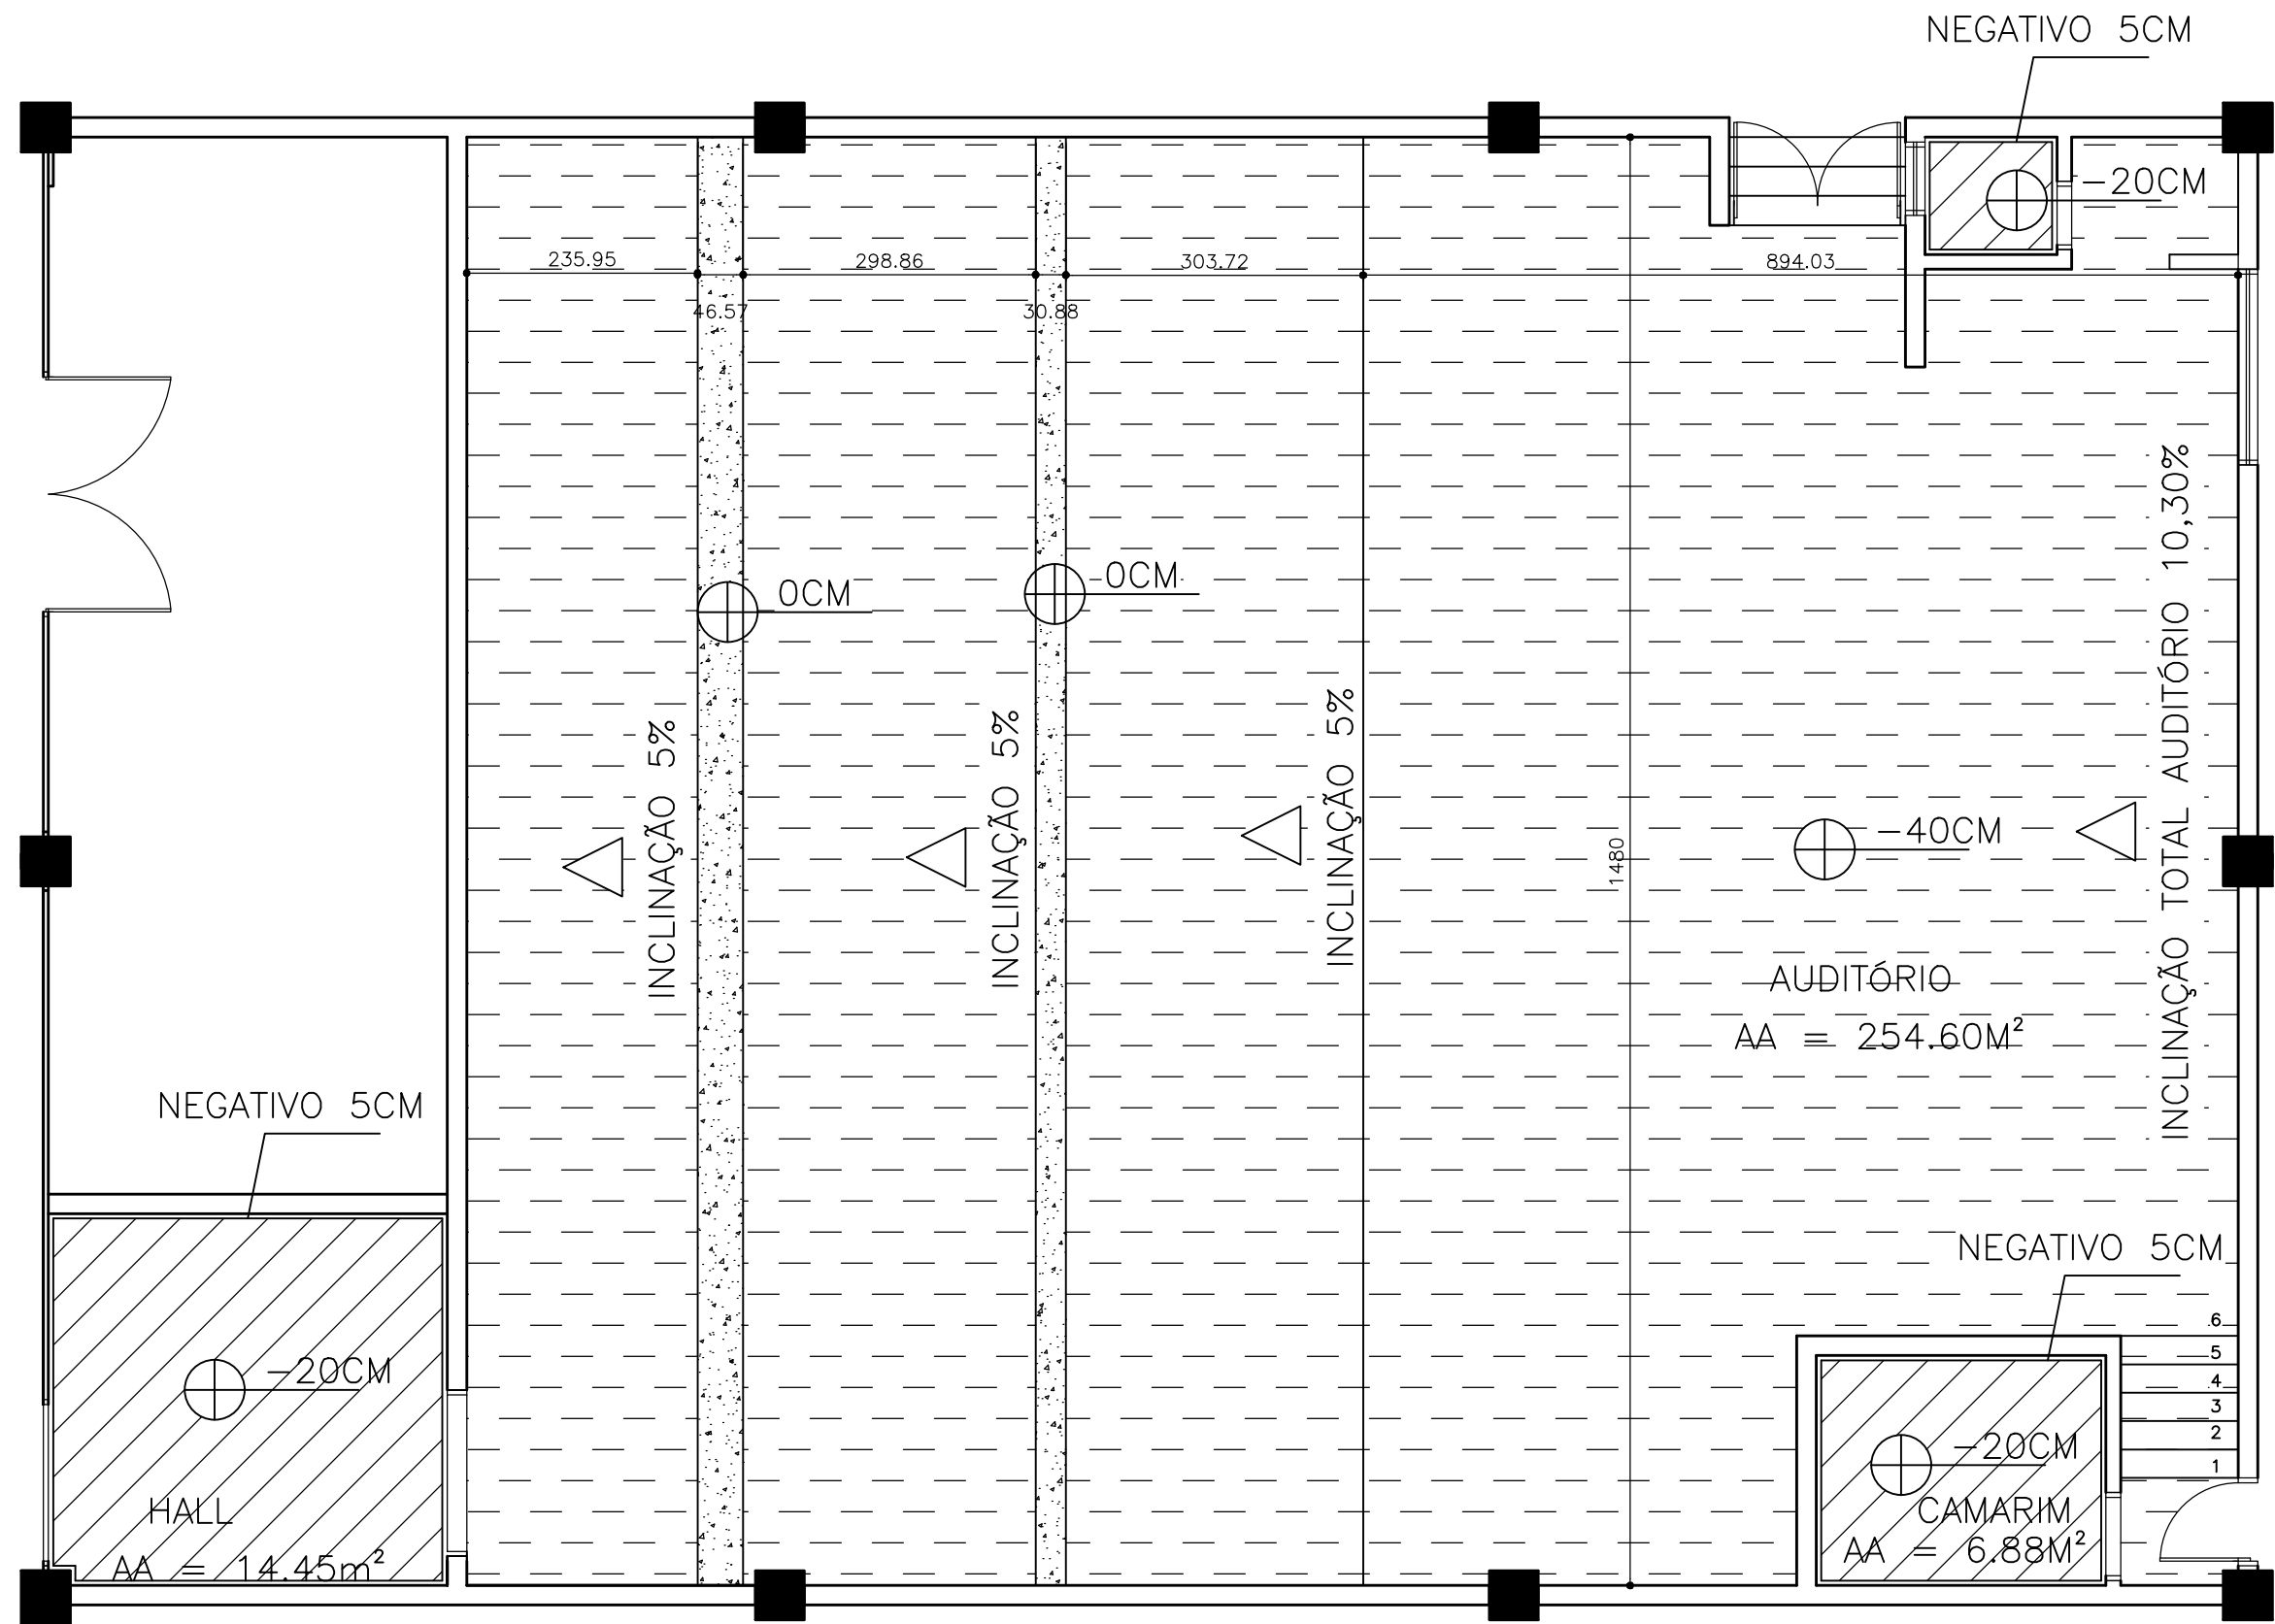 NEGATIVO 5CM
-20CM
235.95
298.86
303.72
894.03
46.57
30.88
0CM
-0CM
INCLINAÇÃO 5%
INCLINAÇÃO 5%
INCLINAÇÃO 5%
INCLINAÇÃO TOTAL AUDITÓRIO 10,30%
1480
-40CM
AUDITÓRIO
AA = 254.60M²
NEGATIVO 5CM
-20CM
HALL
AA = 14.45m²
NEGATIVO 5CM
6
5
4
3
2
1
-20CM
CAMARIM
AA = 6.88M²